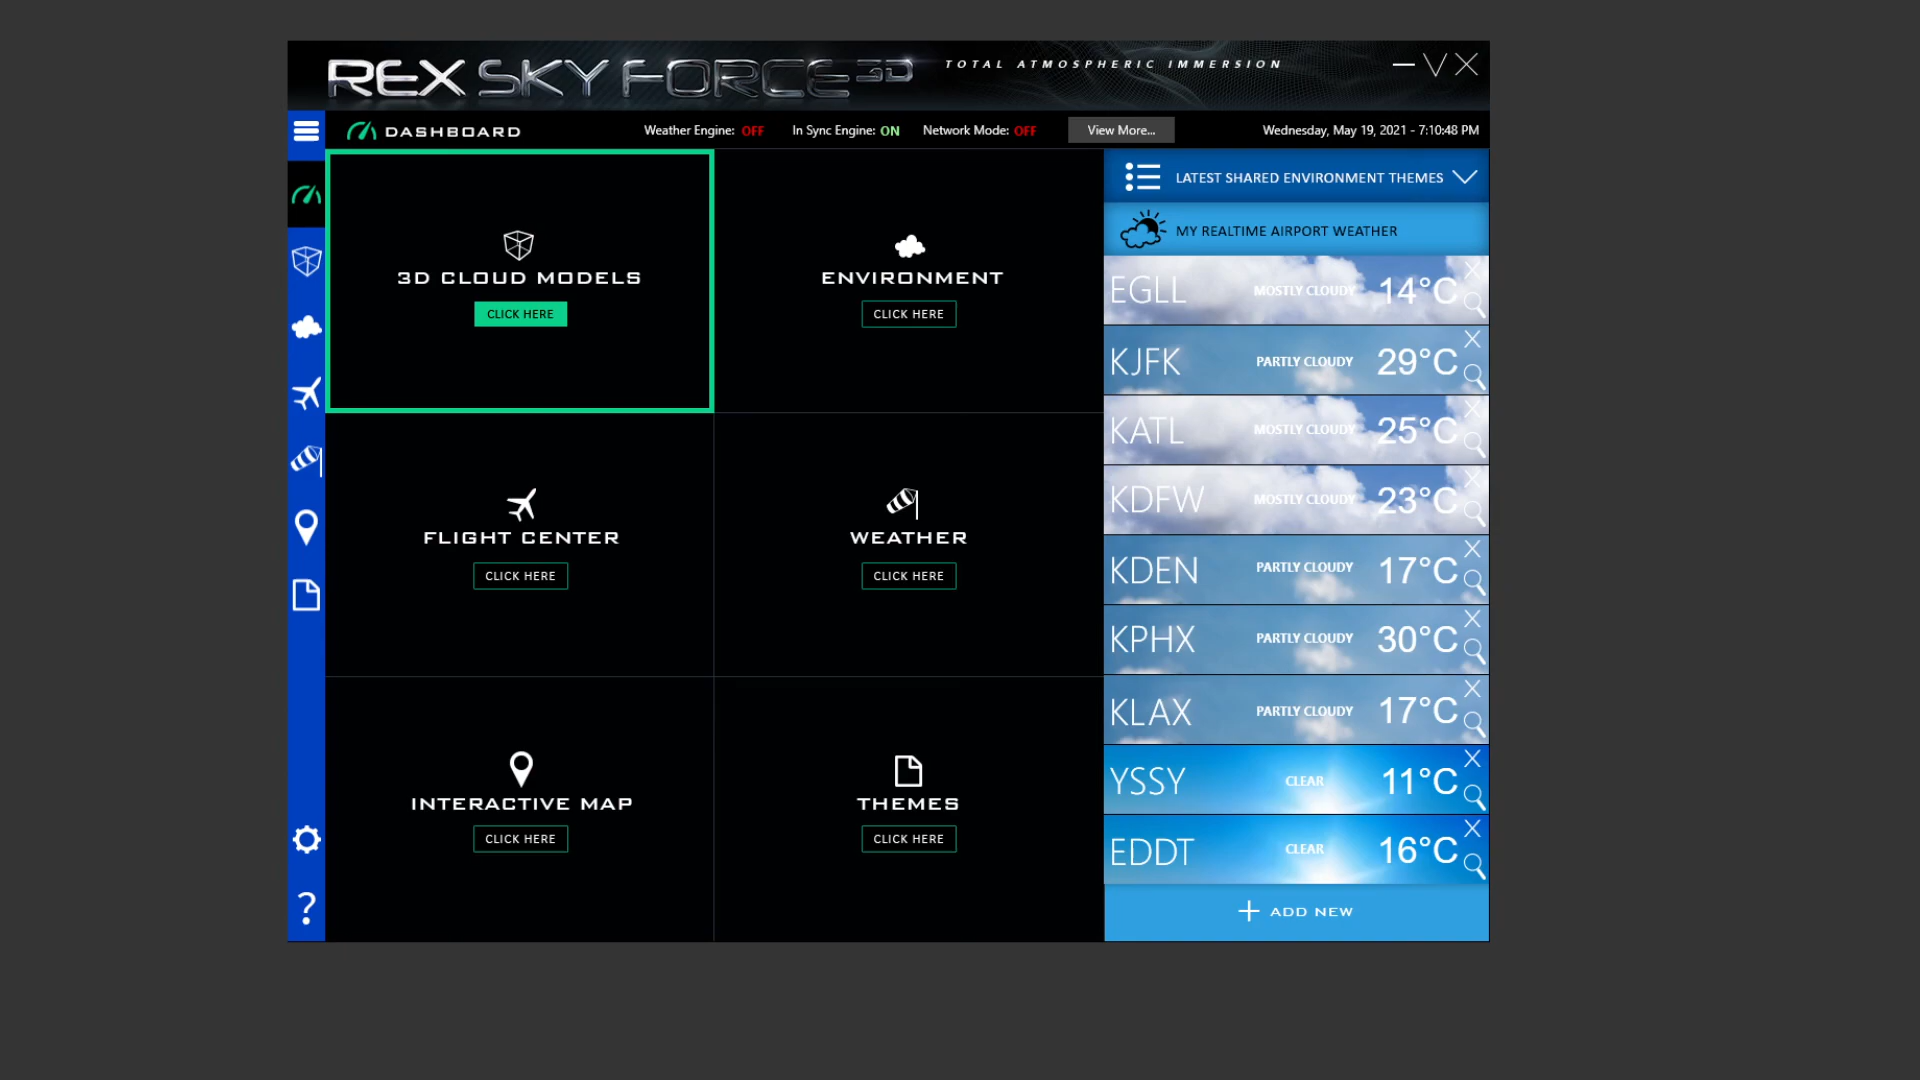 REX SKY FORCE 3D
TOTAL ATMOSPHERIC IMMERSION
DASHBOARD
Weather Engine: OFF
In Sync Engine: ON
Network Mode: OFF
View More...
Wednesday, May 19, 2021 - 7:10:48 PM
3D CLOUD MODELS
CLICK HERE
ENVIRONMENT
CLICK HERE
FLIGHT CENTER
CLICK HERE
WEATHER
CLICK HERE
INTERACTIVE MAP
CLICK HERE
THEMES
CLICK HERE
LATEST SHARED ENVIRONMENT THEMES
MY REALTIME AIRPORT WEATHER
EGLL MOSTLY CLOUDY 14°C
KJFK PARTLY CLOUDY 29°C
KATL MOSTLY CLOUDY 25°C
KDFW MOSTLY CLOUDY 23°C
KDEN PARTLY CLOUDY 17°C
KPHX PARTLY CLOUDY 30°C
KLAX PARTLY CLOUDY 17°C
YSSY CLEAR 11°C
EDDT CLEAR 16°C
ADD NEW